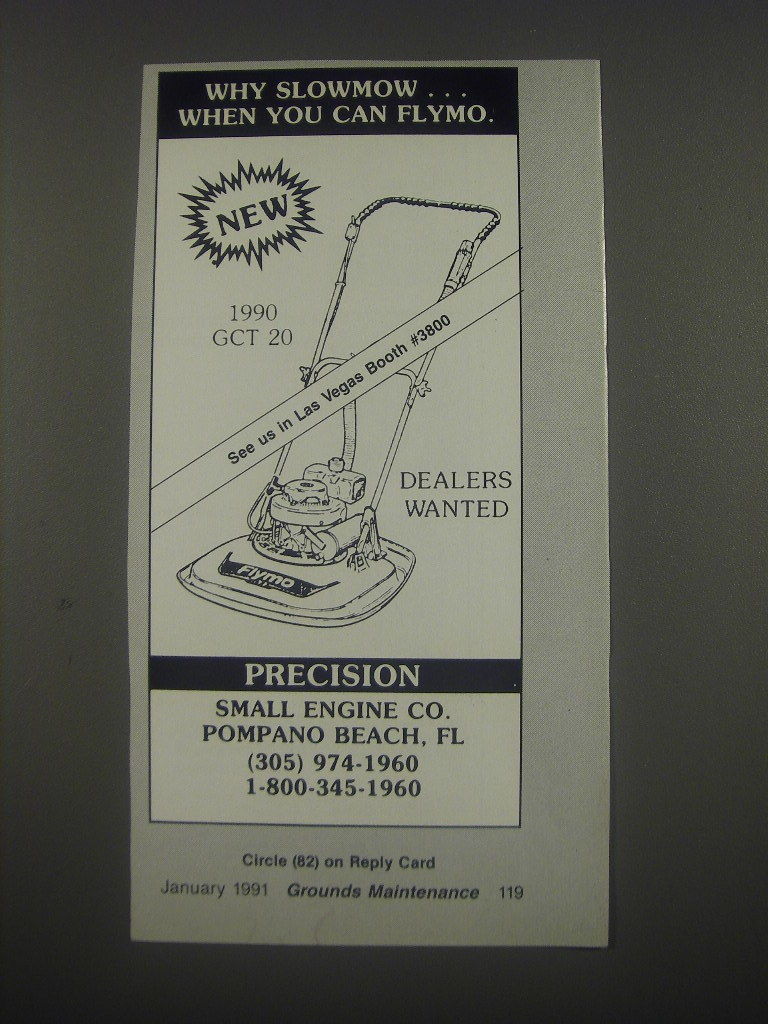 WHY SLOWMOW . . .
WHEN YOU CAN FLYMO.
NEW
1990
GCT 20
See us in Las Vegas Booth #3800
DEALERS
WANTED
Flymo
PRECISION
SMALL ENGINE CO.
POMPANO BEACH, FL
(305) 974-1960
1-800-345-1960
Circle (82) on Reply Card
January 1991 Grounds Maintenance 119